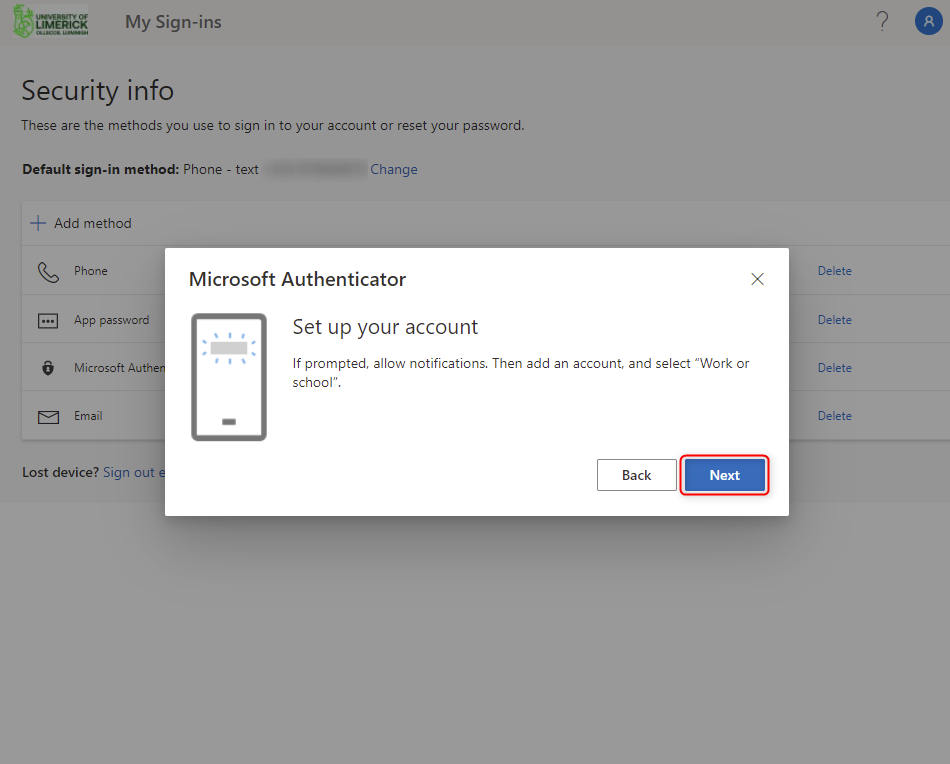 UNIVERSITY OF
LIMERICK
OLLSCOIL LUIMNIGH
My Sign-ins
?
A
Security info
These are the methods you use to sign in to your account or reset your password.
Default sign-in method: Phone - text Change
Add method
Phone Delete
App password Delete
Microsoft Authen Delete
Email Delete
Lost device? Sign out e
Microsoft Authenticator
Set up your account
If prompted, allow notifications. Then add an account, and select “Work or
school”.
Back Next